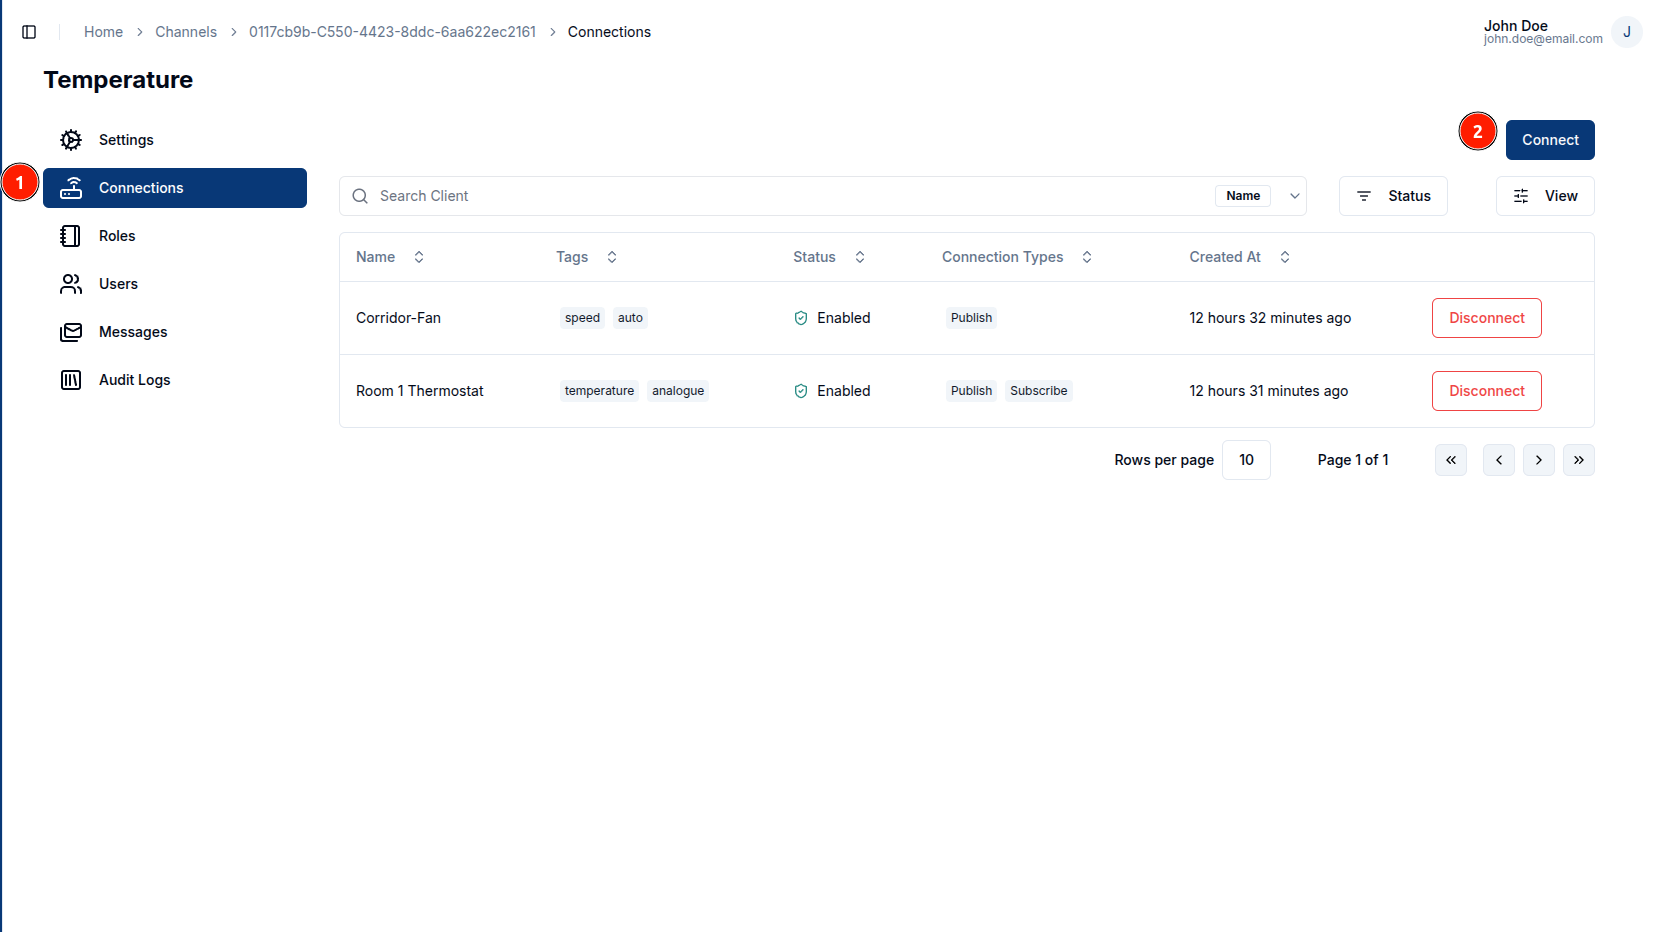 Home > Channels > 0117cb9b-C550-4423-8ddc-6aa622ec2161 > Connections
John Doe
john.doe@email.com
J
Temperature
Settings
2
Connect
1
Connections
Search Client
Name
Status
View
Roles
Name
Tags
Status
Connection Types
Created At
Users
Corridor-Fan
speed auto
Enabled
Publish
12 hours 32 minutes ago
Disconnect
Messages
Audit Logs
Room 1 Thermostat
temperature analogue
Enabled
Publish Subscribe
12 hours 31 minutes ago
Disconnect
Rows per page 10
Page 1 of 1